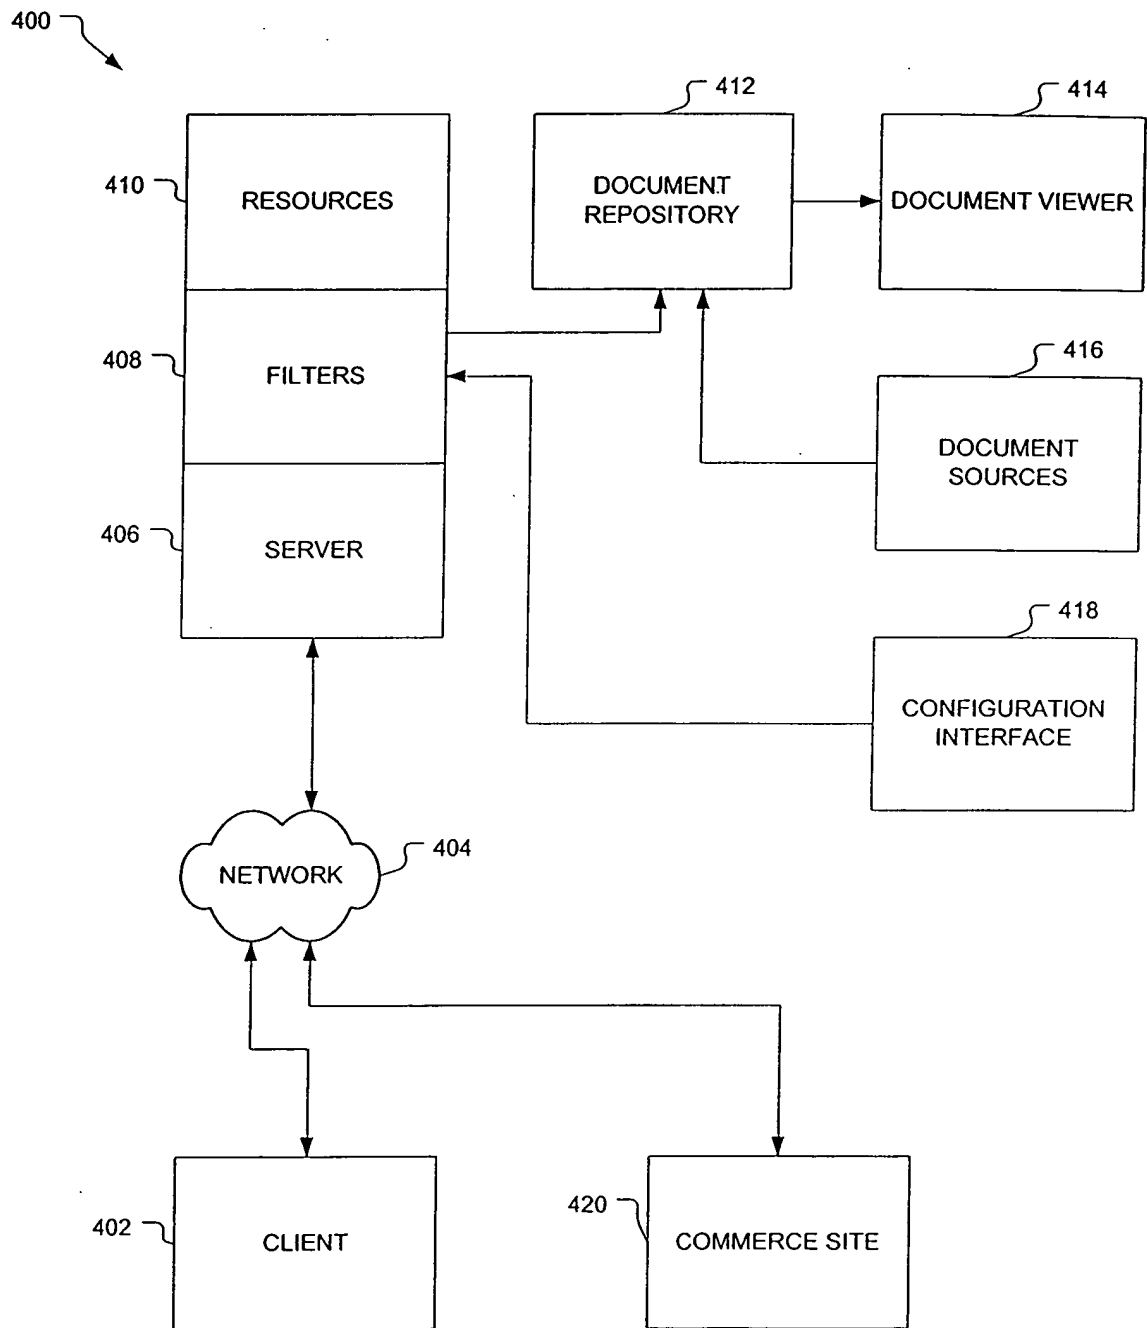 400
412
414
410
RESOURCES
DOCUMENT
REPOSITORY
DOCUMENT VIEWER
408
FILTERS
416
DOCUMENT
SOURCES
406
SERVER
418
CONFIGURATION
INTERFACE
NETWORK
404
402
CLIENT
420
COMMERCE SITE